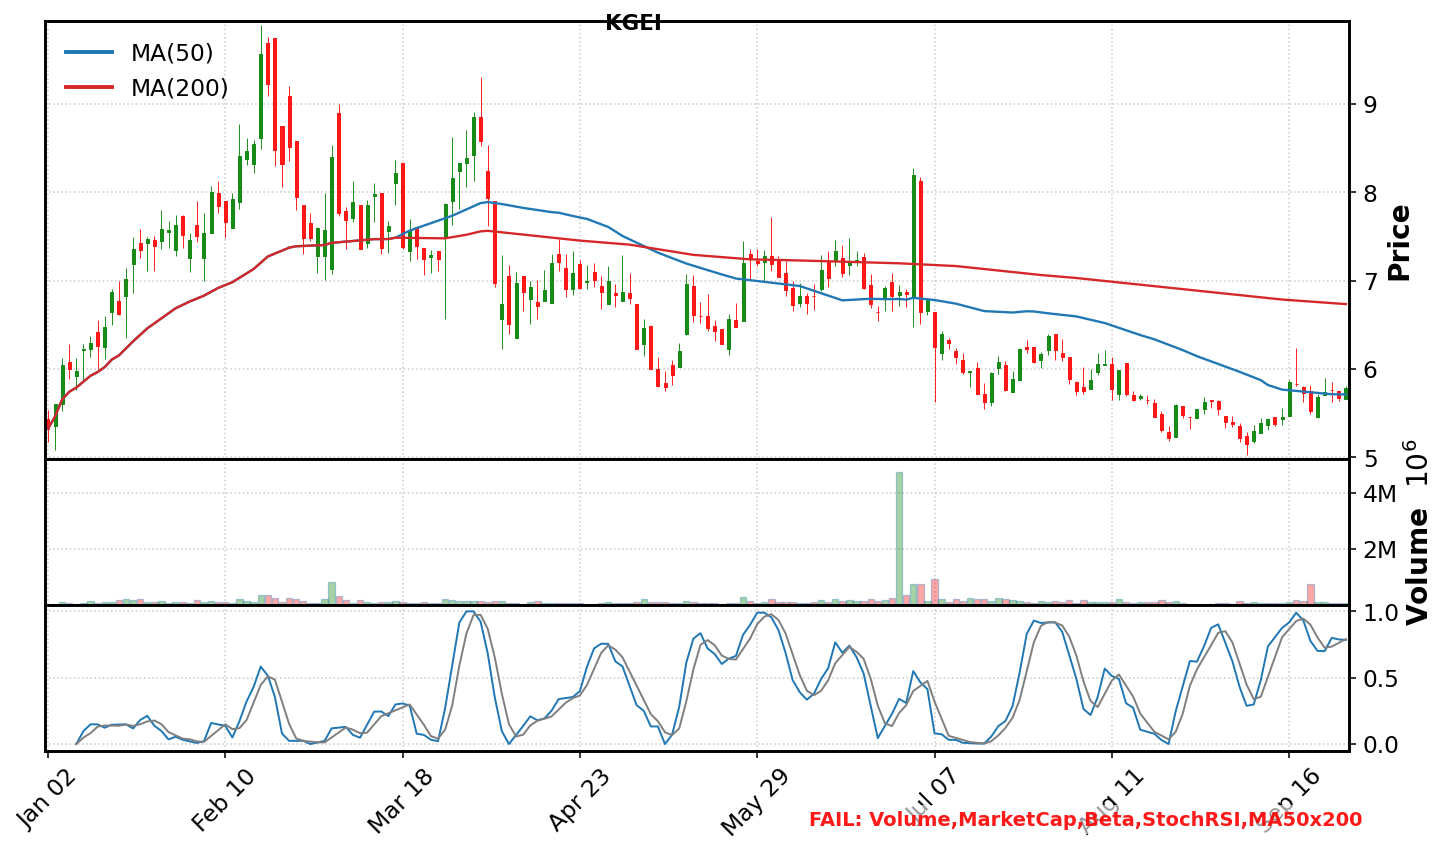 KGEI
MA(50)
MA(200)
9
8
7
6
5
Price
10^6
4M
2M
Volume
1.0
0.5
0.0
Jan 02
Feb 10
Mar 18
Apr 23
May 29
Jul 07
Aug 11
Sep 16
FAIL: Volume,MarketCap,Beta,StochRSI,MA50x200